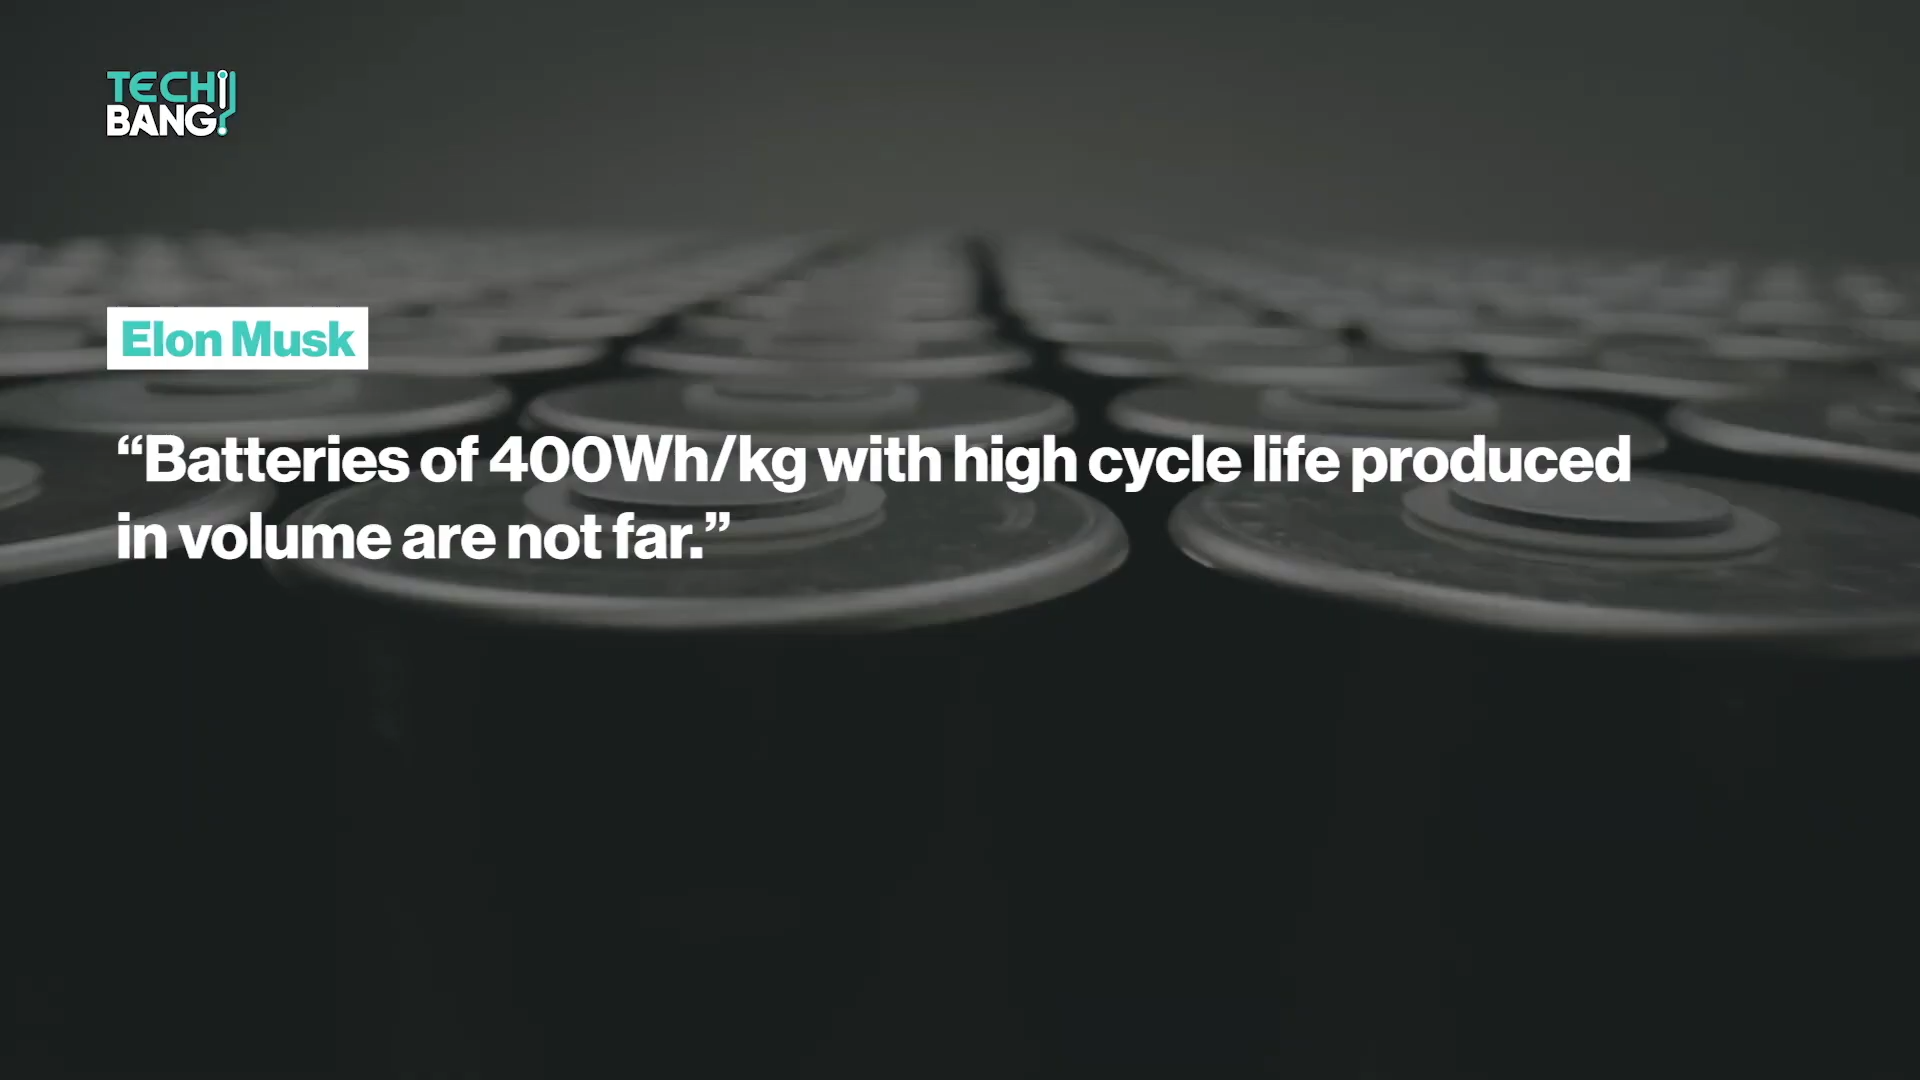 TECH
BANG!
Elon Musk
“Batteries of 400Wh/kg with high cycle life produced
in volume are not far.”